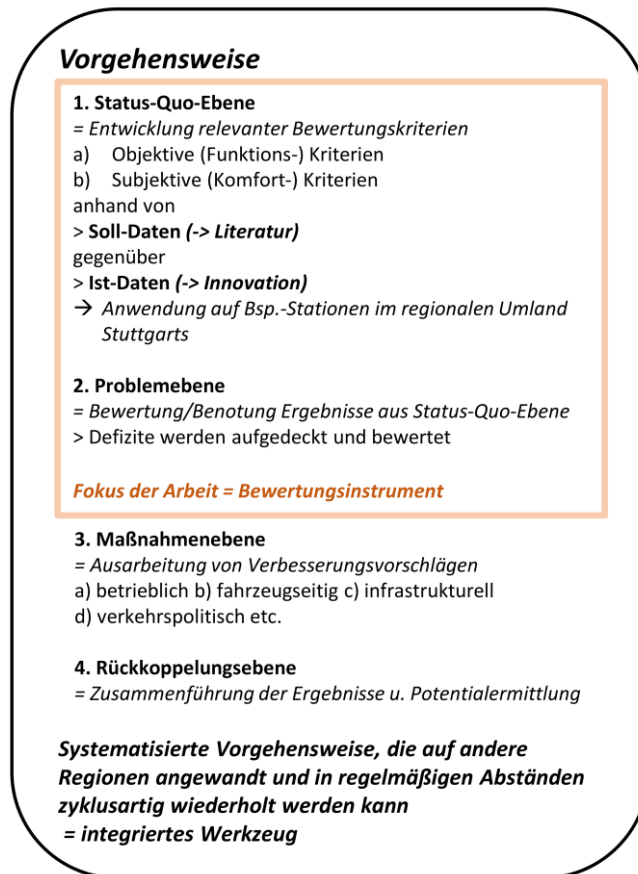 Vorgehensweise
1. Status-Quo-Ebene
= Entwicklung relevanter Bewertungskriterien
a) Objektive (Funktions-) Kriterien
b) Subjektive (Komfort-) Kriterien
anhand von
> Soll-Daten (-> Literatur)
gegenüber
> Ist-Daten (-> Innovation)
→ Anwendung auf Bsp.-Stationen im regionalen Umland
Stuttgarts
2. Problemebene
= Bewertung/Benotung Ergebnisse aus Status-Quo-Ebene
> Defizite werden aufgedeckt und bewertet
Fokus der Arbeit = Bewertungsinstrument
3. Maßnahmenebene
= Ausarbeitung von Verbesserungsvorschlägen
a) betrieblich b) fahrzeugseitig c) infrastrukturell
d) verkehrspolitisch etc.
4. Rückkoppelungsebene
= Zusammenführung der Ergebnisse u. Potentialermittlung
Systematisierte Vorgehensweise, die auf andere
Regionen angewandt und in regelmäßigen Abständen
zyklusartig wiederholt werden kann
= integriertes Werkzeug